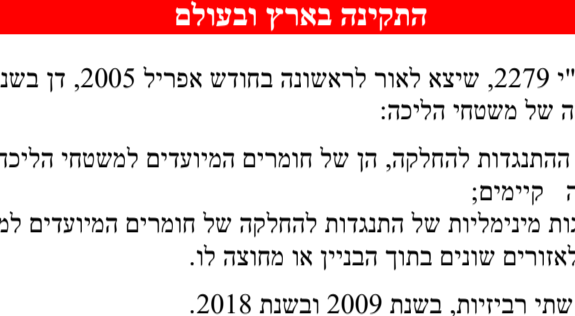 התקינה בארץ ובעולם
"י 2279, שיצא לאור לראשונה בחודש אפריל 2005, דן בשנ
ה של משטחי הליכה:
ההתנגדות להחלקה, הן של חומרים המיועדים למשטחי הליכה
ה קיימים;
ות מינימליות של התנגדות להחלקה של חומרים המיועדים למ
לאזורים שונים בתוך הבניין או מחוצה לו.
שתי רביזיות, בשנת 2009 ובשנת 2018.